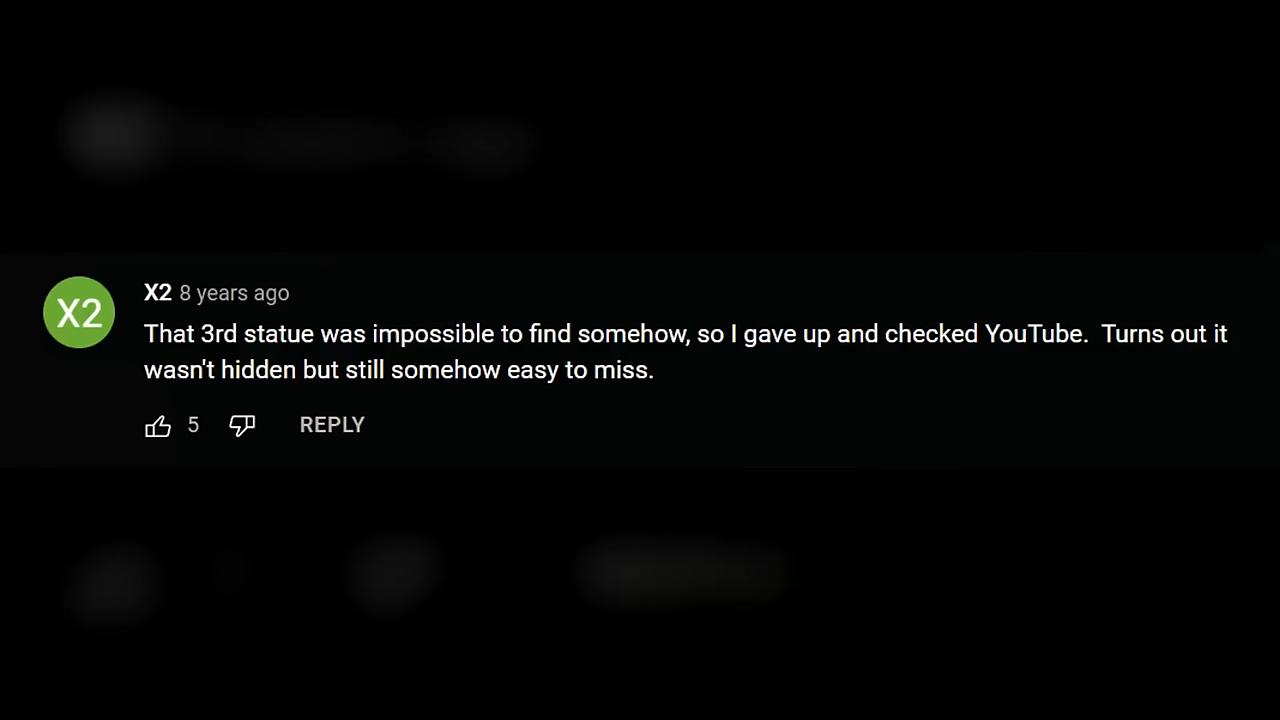 X2
X2 8 years ago
That 3rd statue was impossible to find somehow, so I gave up and checked YouTube.  Turns out it
wasn't hidden but still somehow easy to miss.
5 REPLY